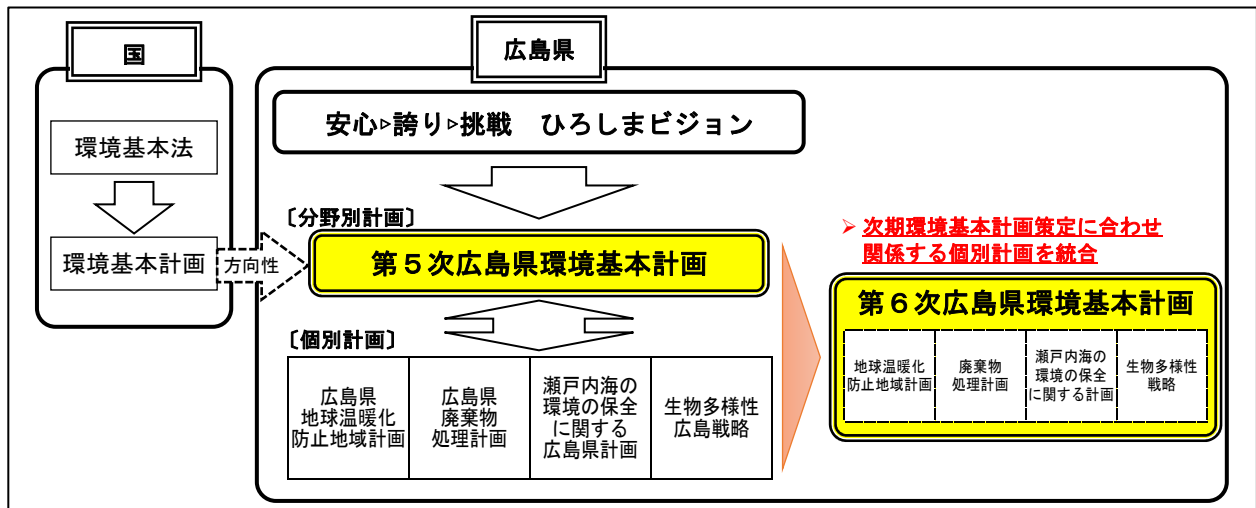 国
環境基本法
環境基本計画
方向性
広島県
安心▷誇り▷挑戦 ひろしまビジョン
〔分野別計画〕
第5次広島県環境基本計画
〔個別計画〕
広島県
地球温暖化
防止地域計画
広島県
廃棄物
処理計画
瀬戸内海の
環境の保全
に関する
広島県計画
生物多様性
広島戦略
➢ 次期環境基本計画策定に合わせ
関係する個別計画を統合
第6次広島県環境基本計画
地球温暖化
防止地域計画
廃棄物
処理計画
瀬戸内海の
環境の保全
に関する計画
生物多様性
戦略